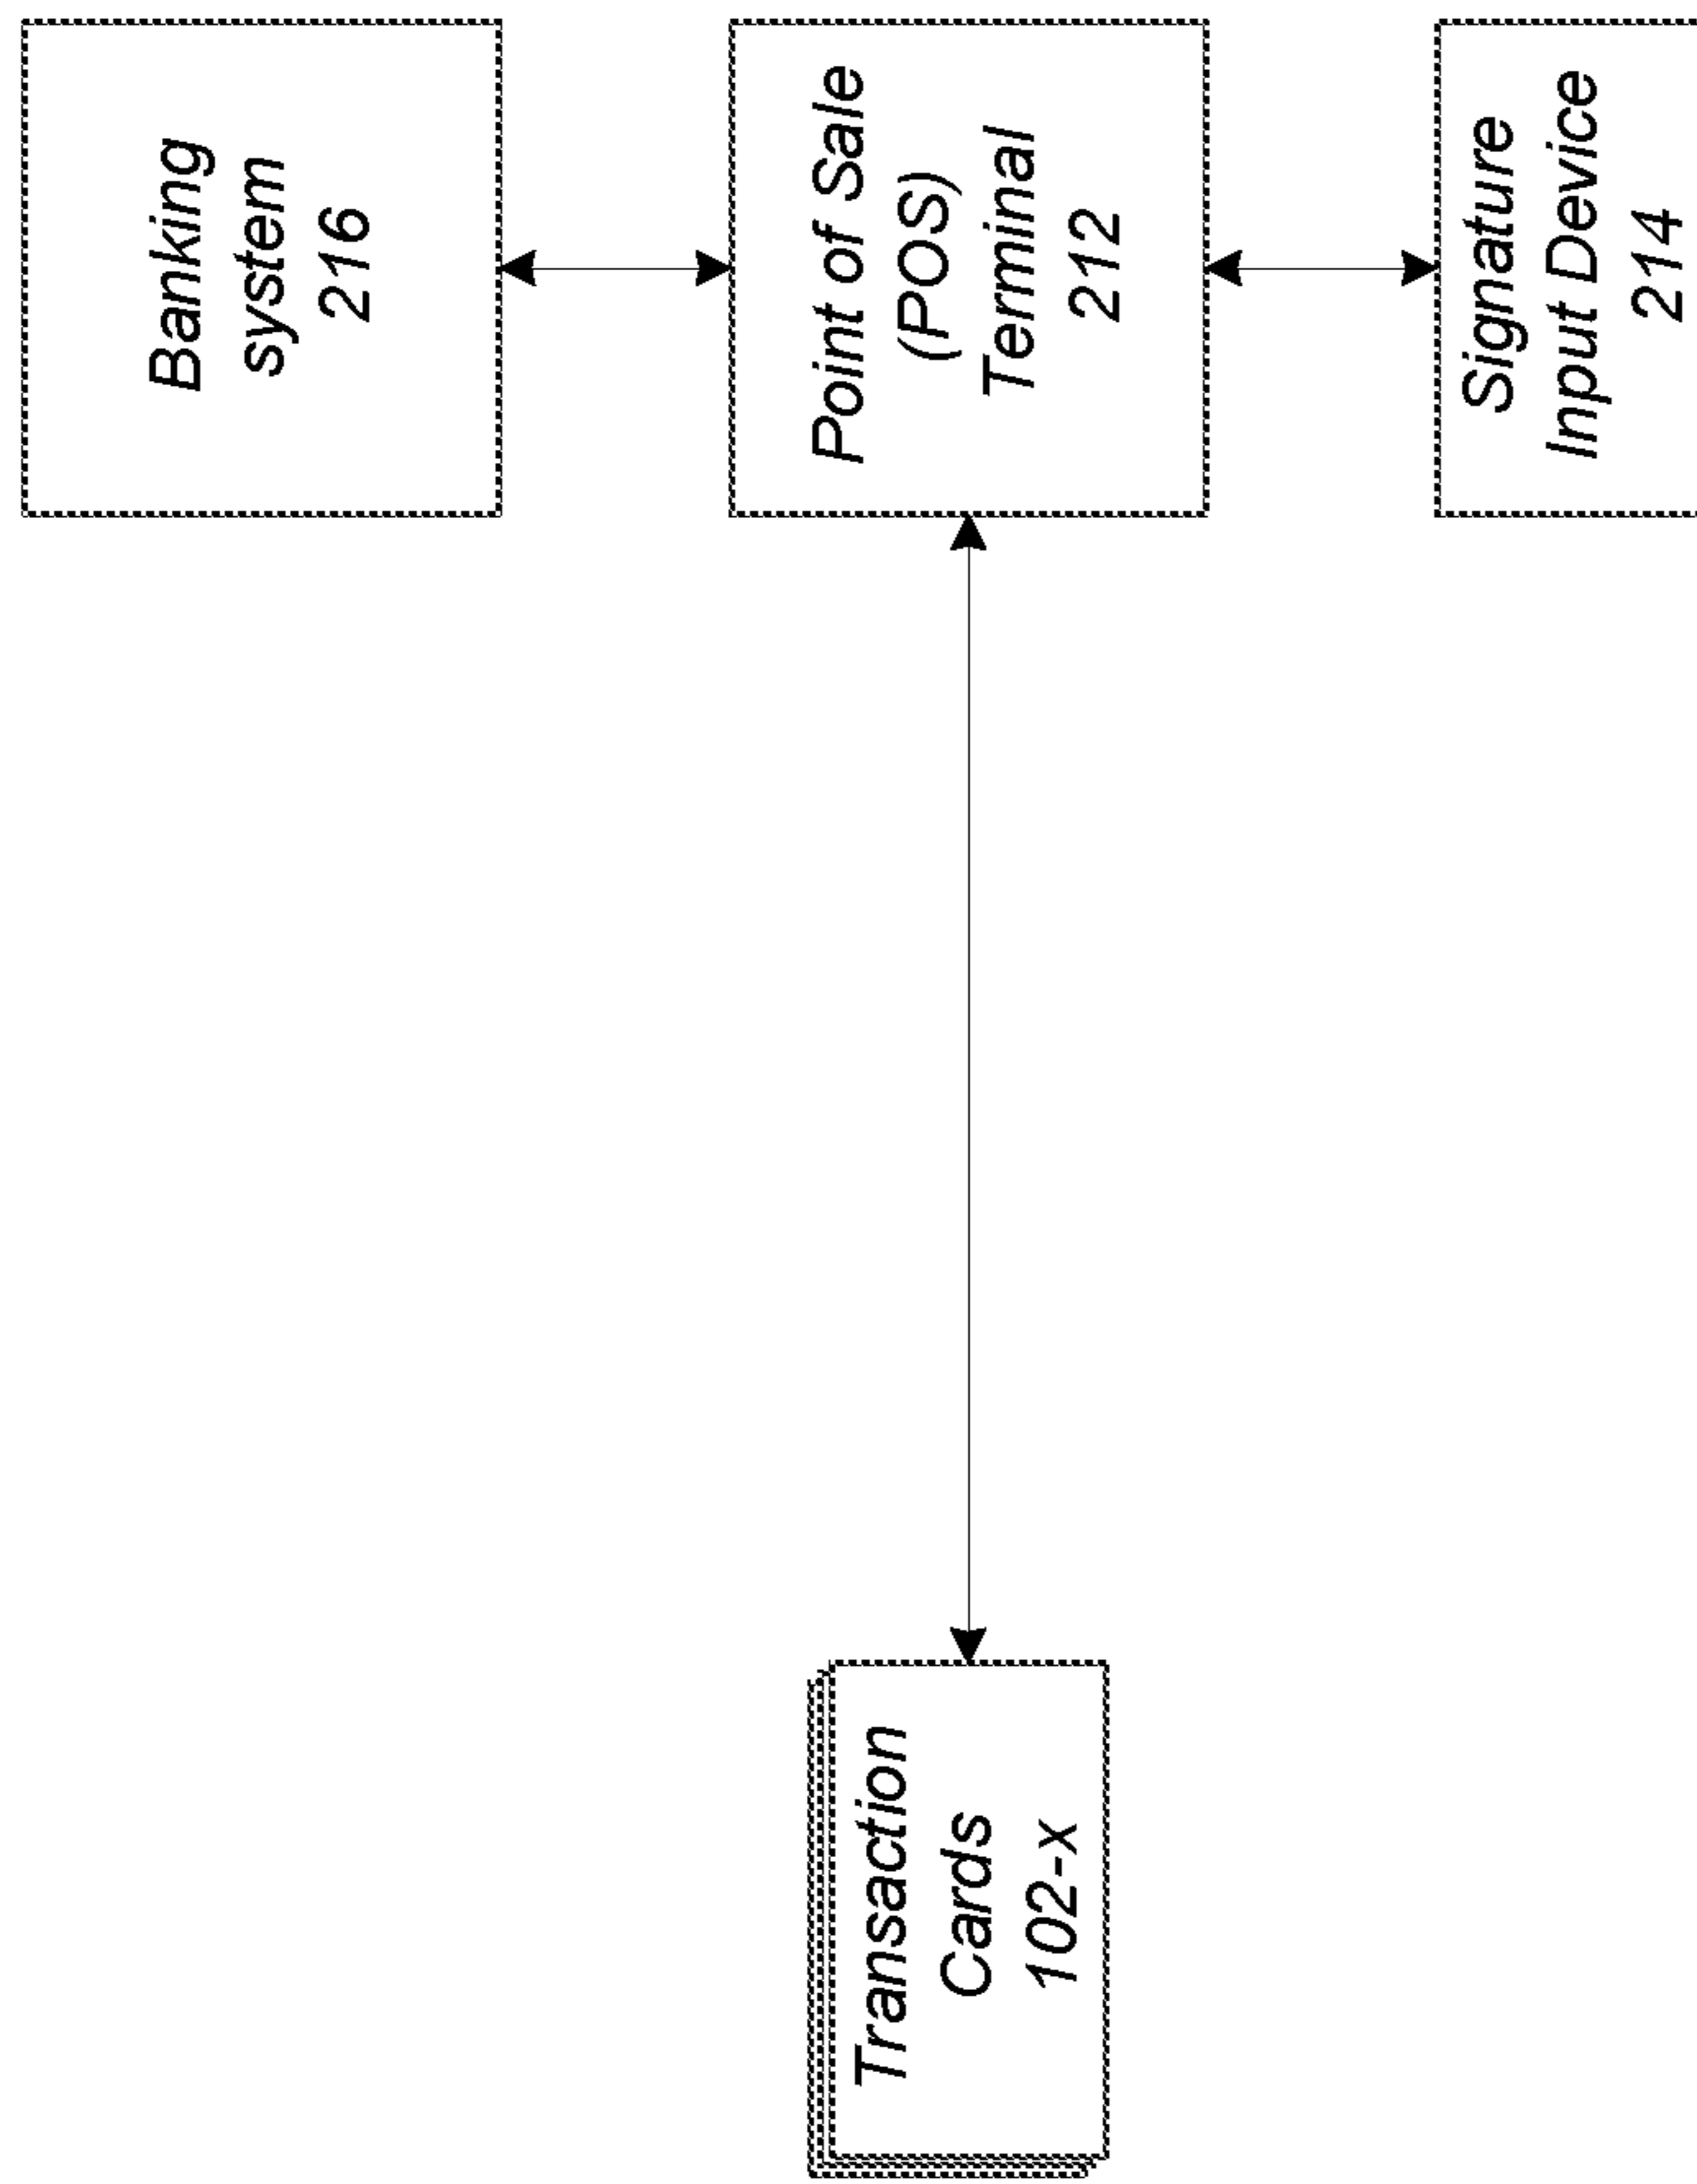 Banking
system
216
Point of Sale
(POS)
Terminal
212
Signature
Input Device
214
Transaction
Cards
102-x